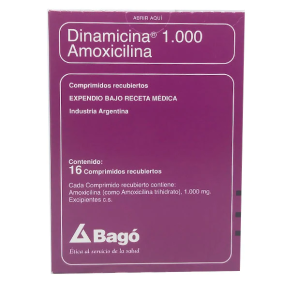 ABRIR AQUÍ
Dinamicina® 1.000
Amoxicilina
Comprimidos recubiertos
EXPENDIO BAJO RECETA MÉDICA
Industria Argentina
Contenido:
16 Comprimidos recubiertos
Cada Comprimido recubierto contiene:
Amoxicilina (como Amoxicilina Trihidrato), 1.000 mg.
Excipientes c.s.
Bagó
Etica al servicio de la salud